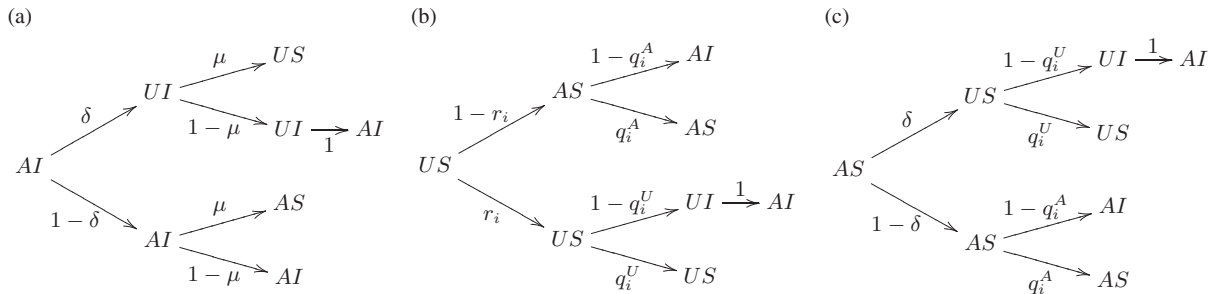 (a)
AI
δ
1 − δ
UI
μ
US
1 − μ
UI
1
AI
AI
μ
AS
1 − μ
AI
(b)
US
1 − r_i
r_i
AS
1 − q_i^A
AI
q_i^A
AS
US
1 − q_i^U
UI
1
AI
q_i^U
US
(c)
AS
δ
1 − δ
US
1 − q_i^U
UI
1
AI
q_i^U
US
AS
1 − q_i^A
AI
q_i^A
AS